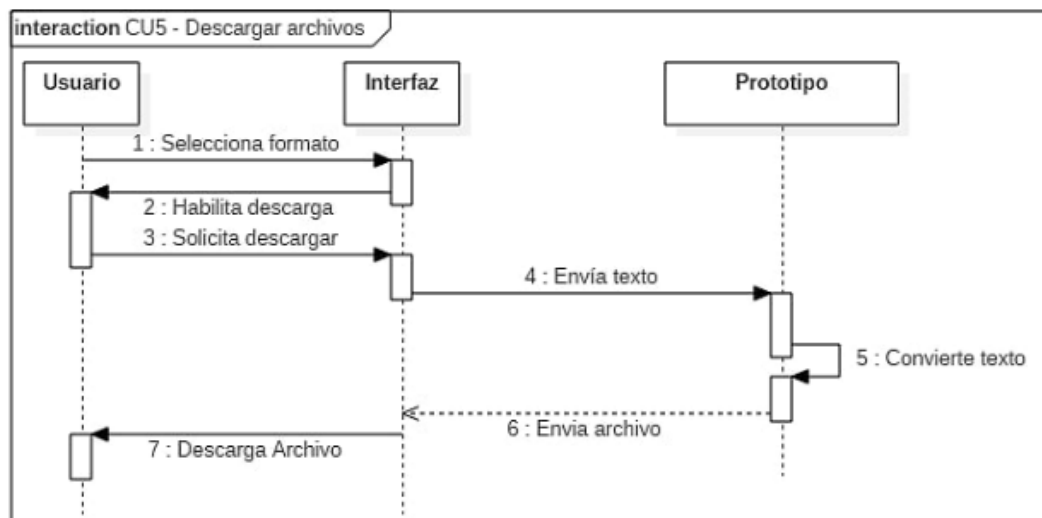 interaction CU5 - Descargar archivos
Usuario
Interfaz
Prototipo
1 : Selecciona formato
2 : Habilita descarga
3 : Solicita descargar
4 : Envía texto
5 : Convierte texto
6 : Envia archivo
7 : Descarga Archivo